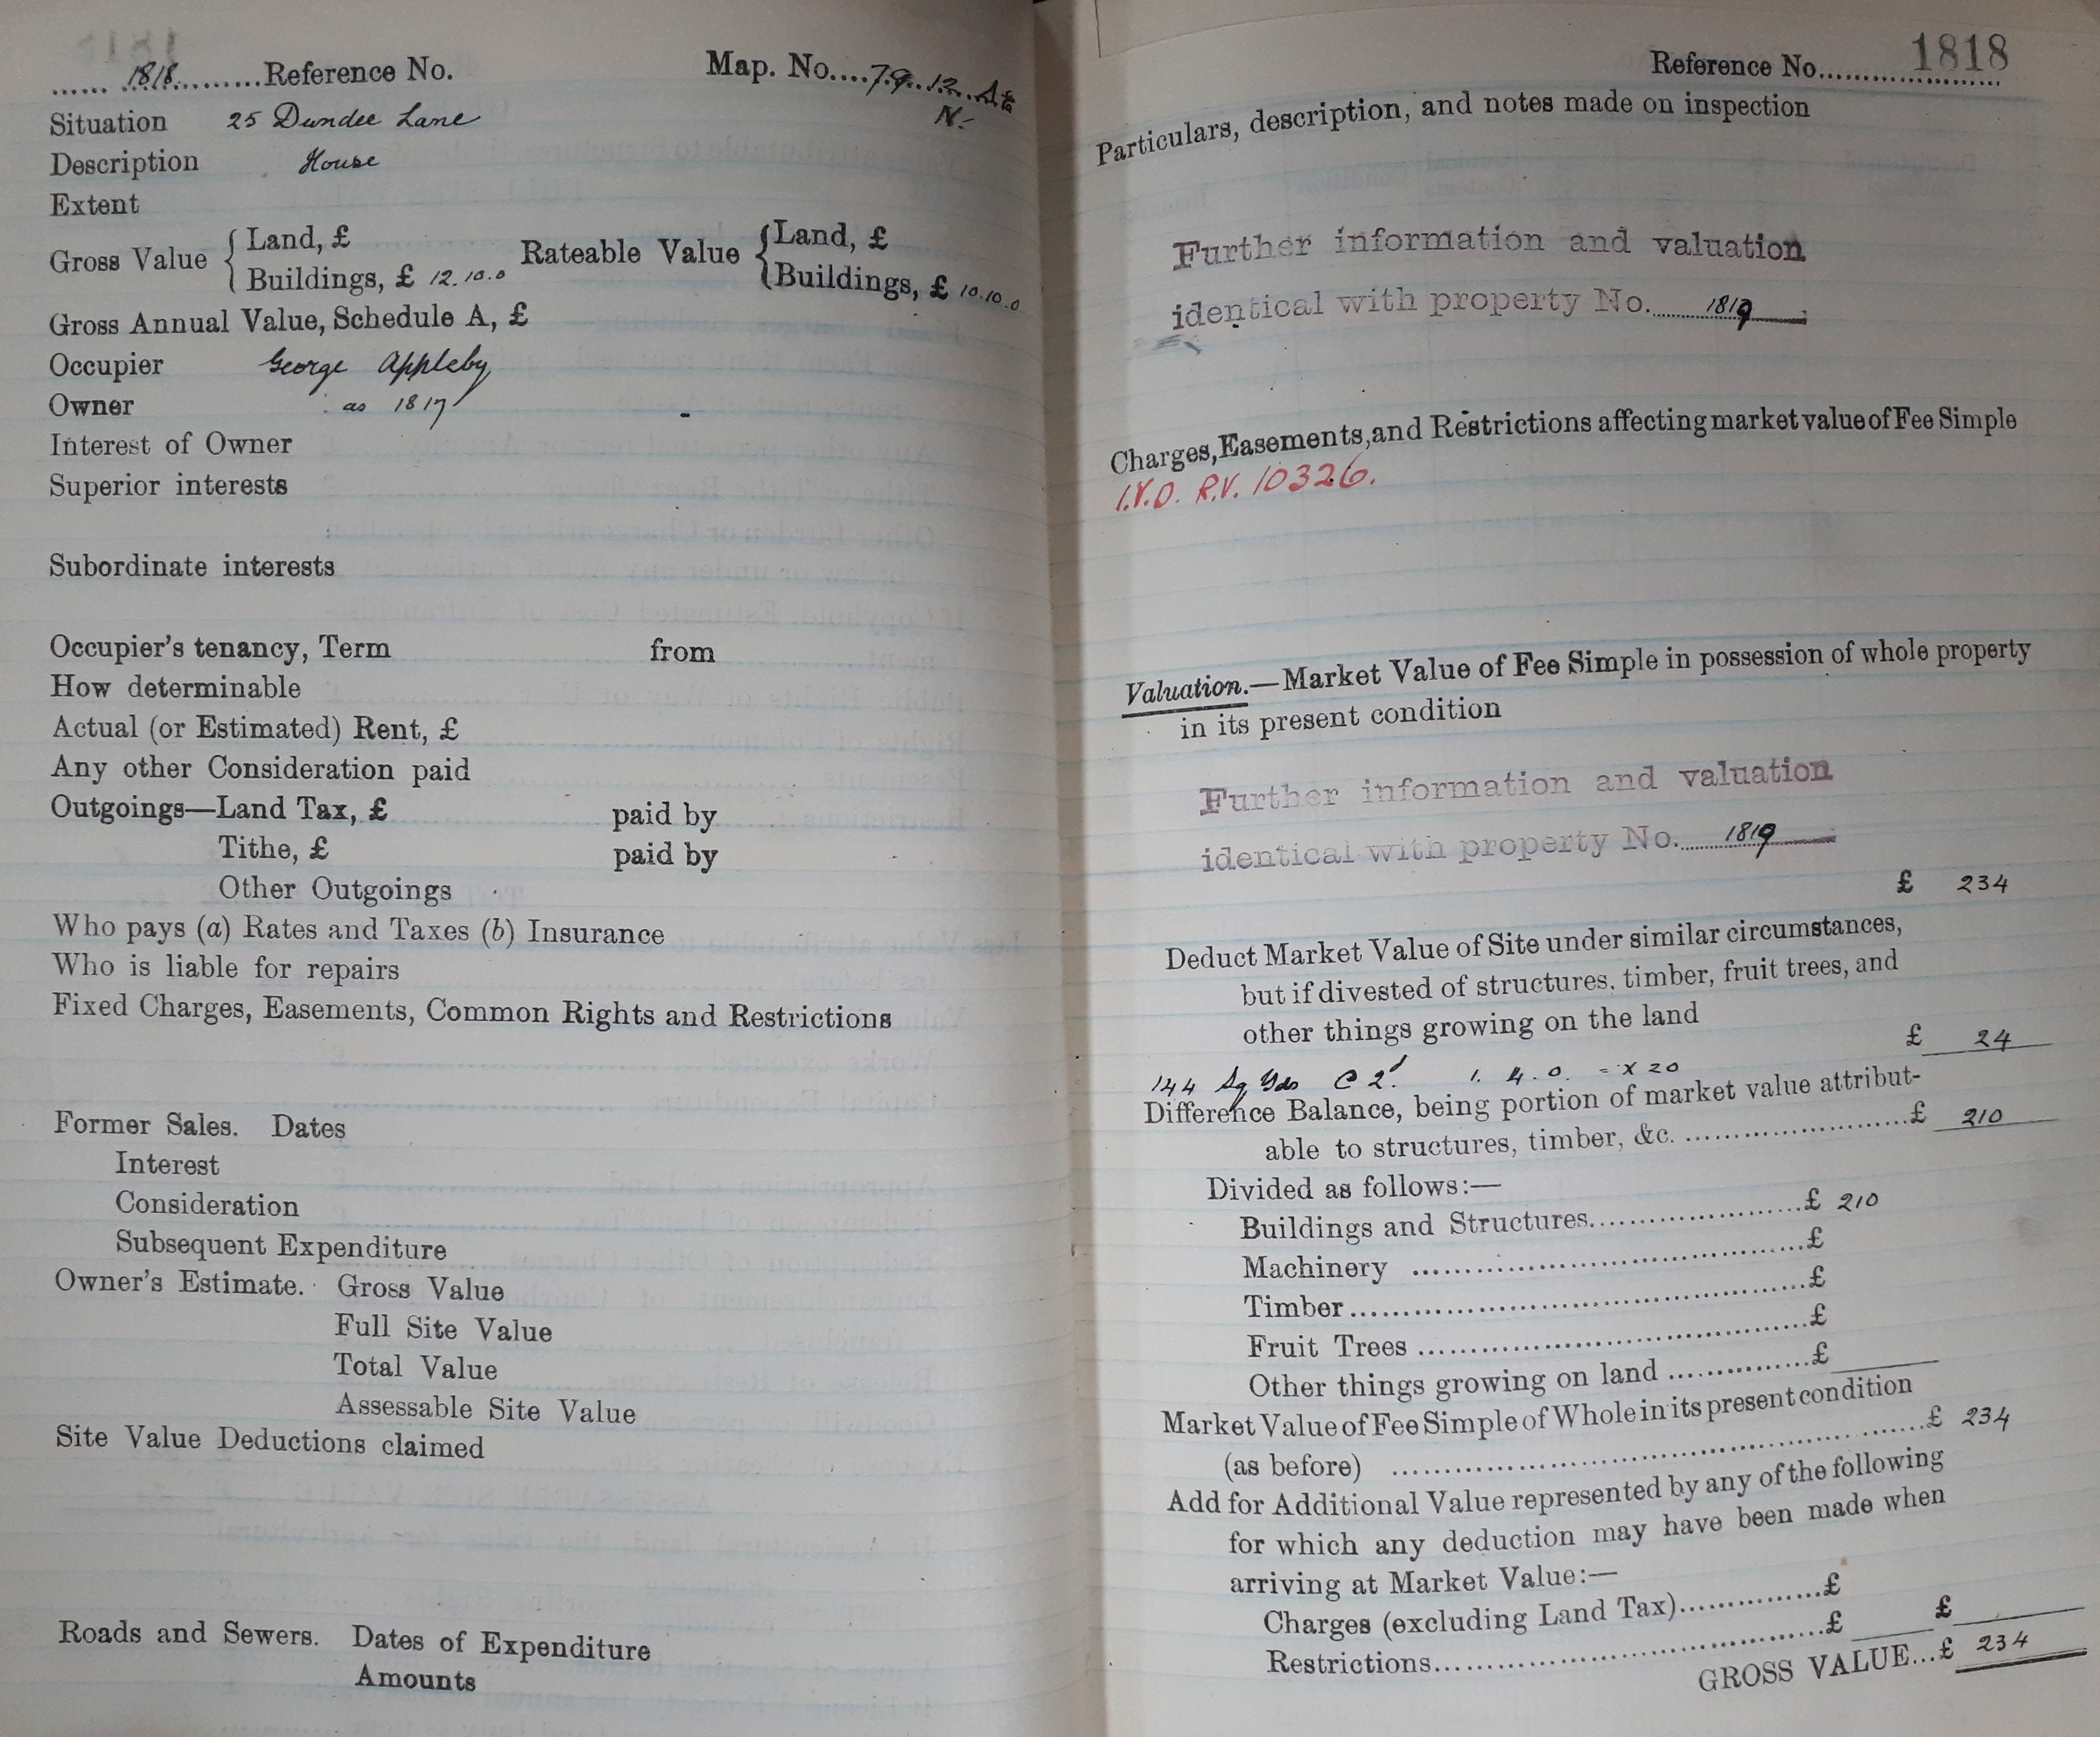 ...... 1818 .........Reference No. Map. No....79.12.
N.
Situation 25 Dundee Lane
Description House
Extent
Gross Value { Land, £ Rateable Value { Land, £
Buildings, £ 12.10.0 Buildings, £ 10.10.0
Gross Annual Value, Schedule A, £
Occupier George Appleby
Owner as 1817
Interest of Owner
Superior interests
Subordinate interests
Occupier's tenancy, Term from
How determinable
Actual (or Estimated) Rent, £
Any other Consideration paid
Outgoings—Land Tax, £ paid by
Tithe, £ paid by
Other Outgoings
Who pays (a) Rates and Taxes (b) Insurance
Who is liable for repairs
Fixed Charges, Easements, Common Rights and Restrictions
Former Sales. Dates
Interest
Consideration
Subsequent Expenditure
Owner's Estimate. Gross Value
Full Site Value
Total Value
Assessable Site Value
Site Value Deductions claimed
Roads and Sewers. Dates of Expenditure
Amounts
Reference No. 1818
Particulars, description, and notes made on inspection
Further information and valuation
identical with property No. 1819
Charges, Easements, and Restrictions affecting market value of Fee Simple
I.V.D. R.V. 10326.
Valuation.—Market Value of Fee Simple in possession of whole property
in its present condition
Further information and valuation
identical with property No. 1819
£ 234
Deduct Market Value of Site under similar circumstances,
but if divested of structures, timber, fruit trees, and
other things growing on the land
£ 24
144 Sq Yds @ 2' 1. 4. 0. = x 20
Difference Balance, being portion of market value attribut-
able to structures, timber, &c. ........................£ 210
Divided as follows:—
Buildings and Structures........................£ 210
Machinery ........................£
Timber........................£
Fruit Trees ........................£
Other things growing on land ...............£
Market Value of Fee Simple of Whole in its present condition
(as before) ........................£ 234
Add for Additional Value represented by any of the following
for which any deduction may have been made when
arriving at Market Value:—
Charges (excluding Land Tax)...............£
Restrictions........................£ £
GROSS VALUE...£ 234